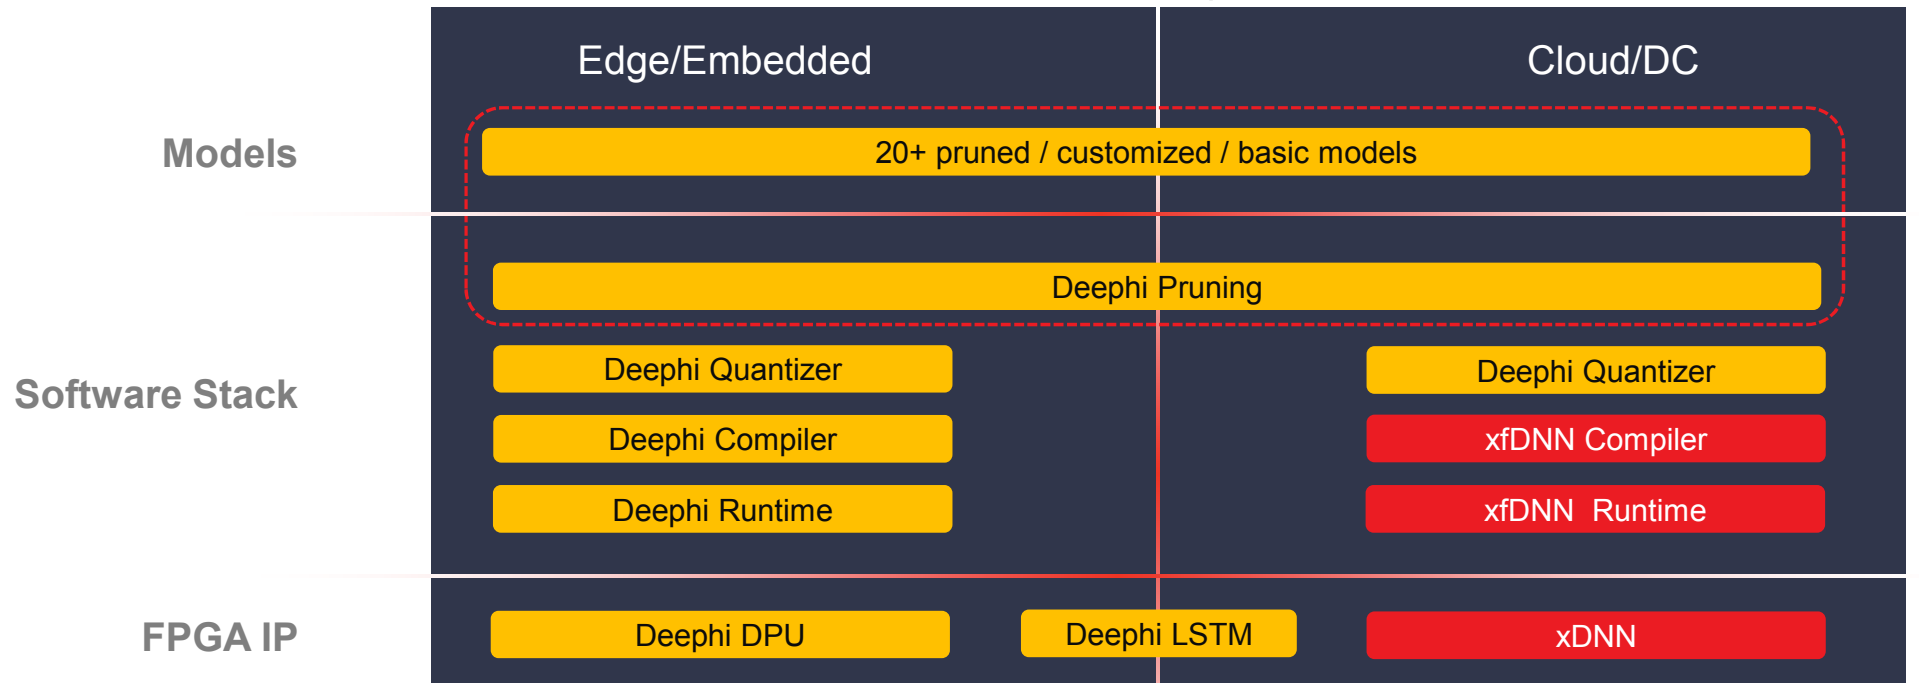 Edge/Embedded
Cloud/DC
Models
20+ pruned / customized / basic models
Deephi Pruning
Software Stack
Deephi Quantizer
Deephi Quantizer
Deephi Compiler
xfDNN Compiler
Deephi Runtime
xfDNN Runtime
FPGA IP
Deephi DPU
Deephi LSTM
xDNN